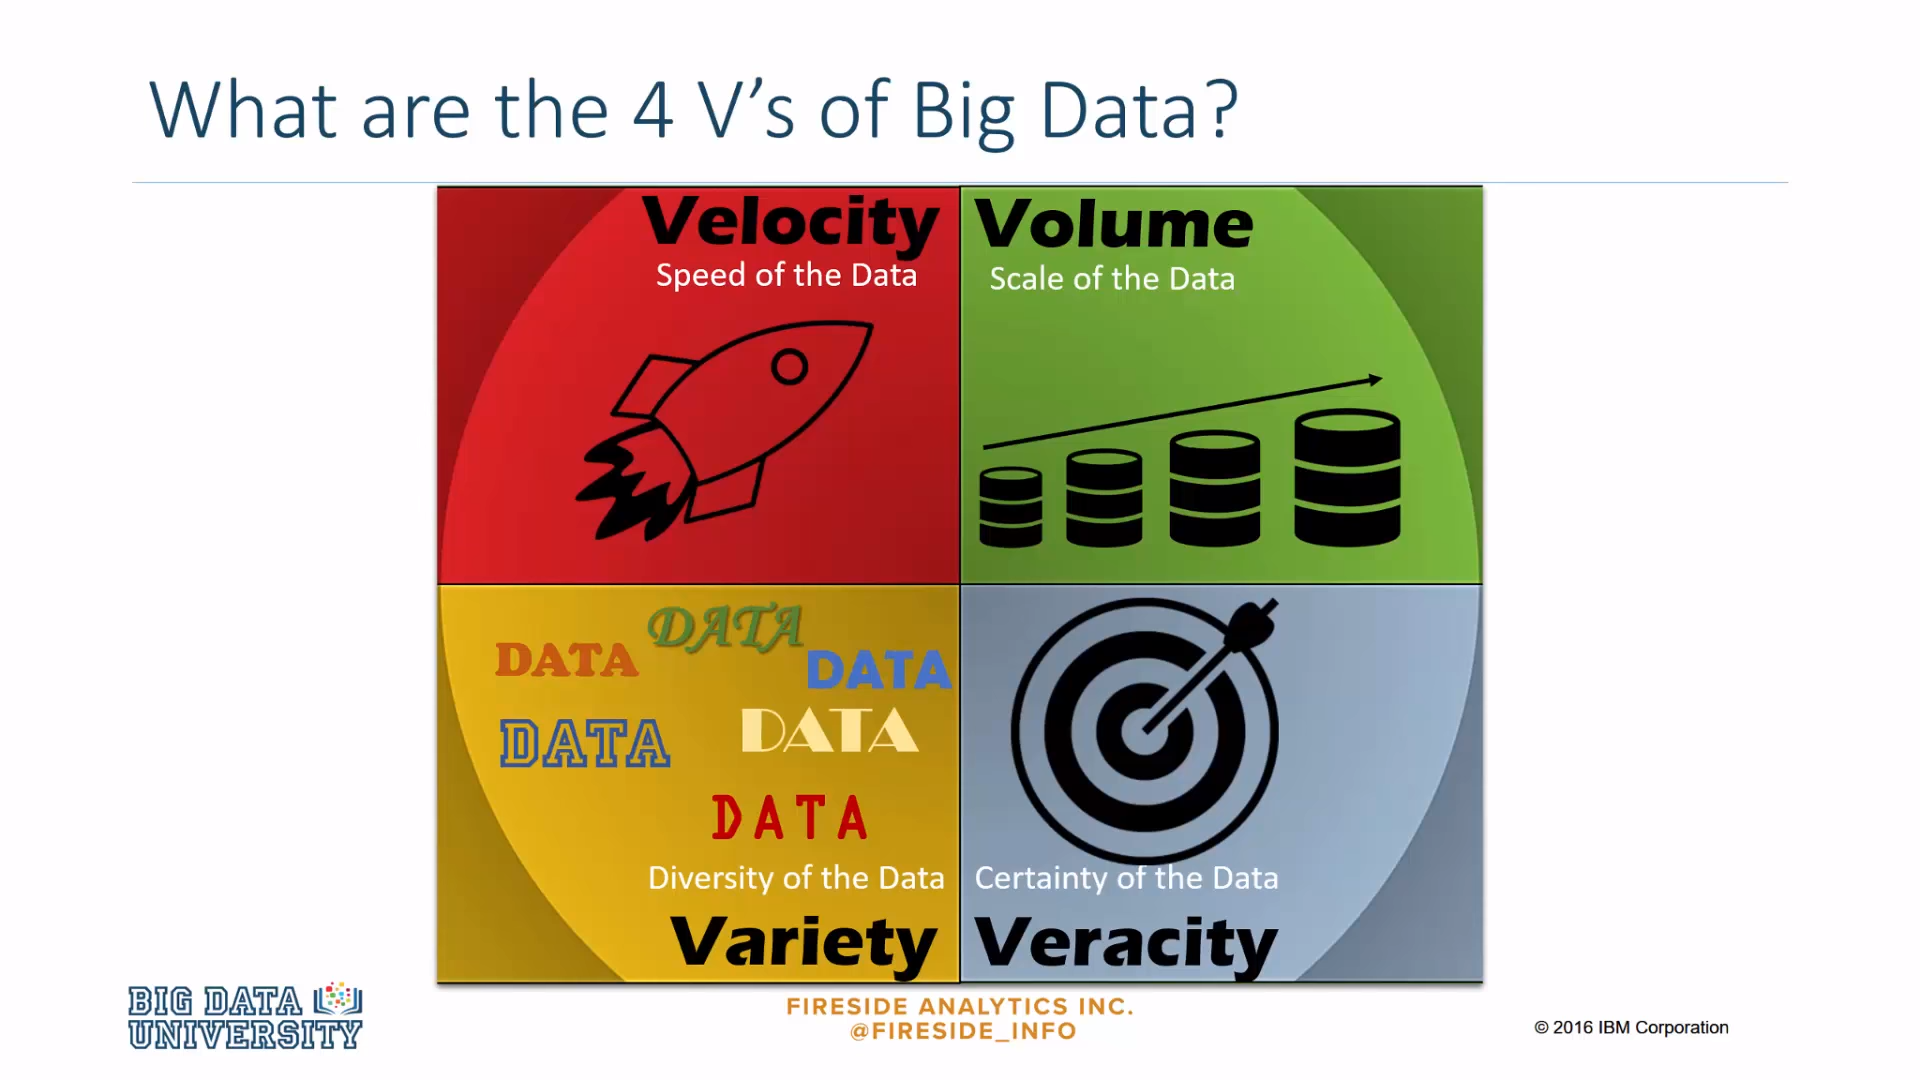 What are the 4 V’s of Big Data?
Velocity
Speed of the Data
Volume
Scale of the Data
DATA
DATA
DATA
DATA
DATA
DATA
Diversity of the Data
Variety
Certainty of the Data
Veracity
BIG DATA
UNIVERSITY
FIRESIDE ANALYTICS INC.
@FIRESIDE_INFO
© 2016 IBM Corporation